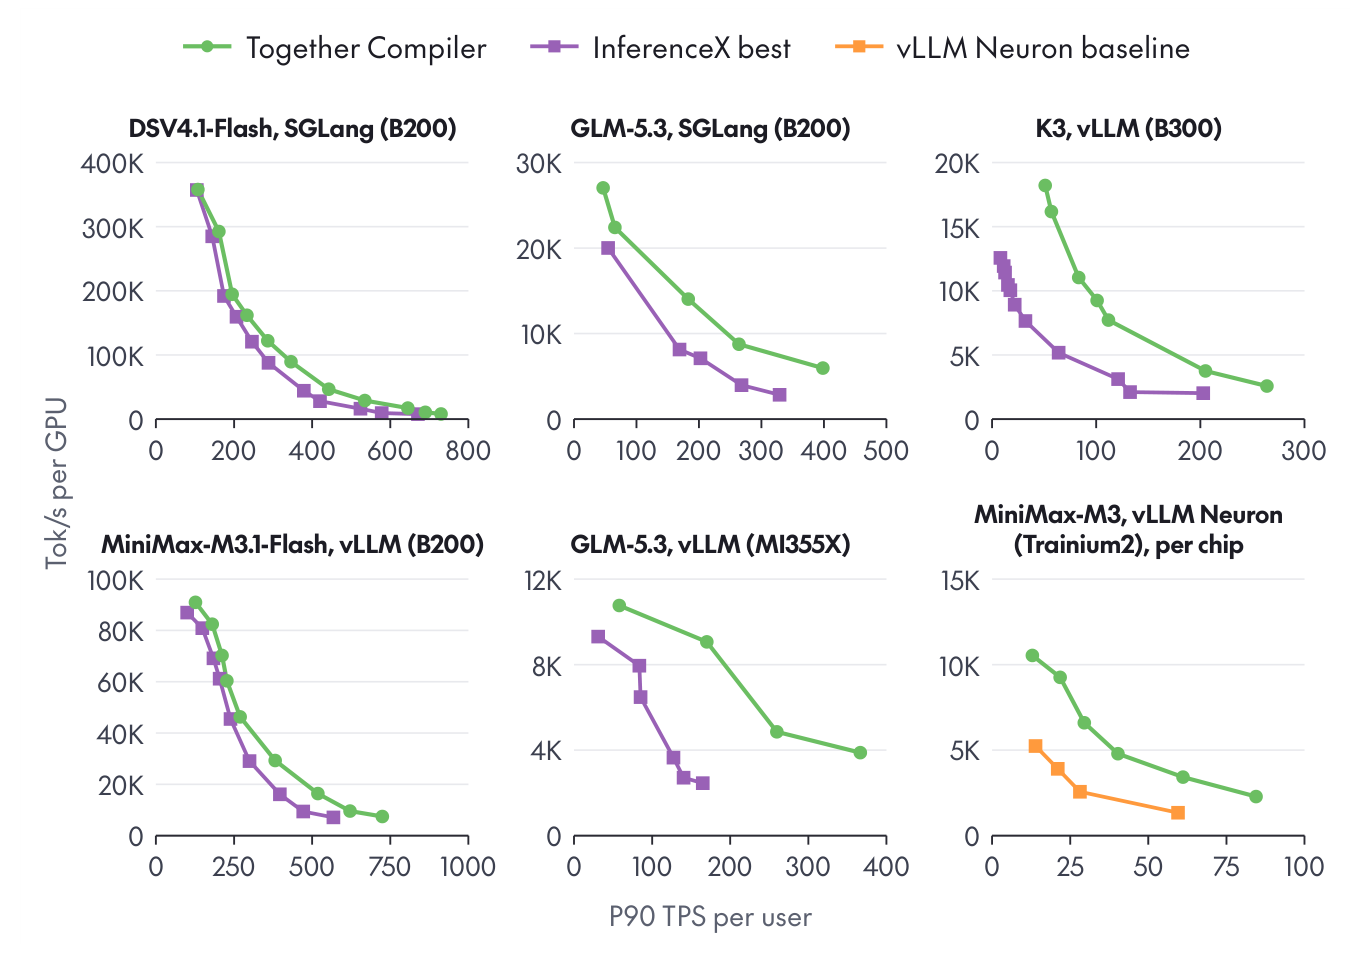 Together Compiler
InferenceX best
vLLM Neuron baseline
DSV4.1-Flash, SGLang (B200)
400K
300K
200K
100K
0
0 200 400 600 800
GLM-5.3, SGLang (B200)
30K
20K
10K
0
0 100 200 300 400 500
K3, vLLM (B300)
20K
15K
10K
5K
0
0 100 200 300
Tok/s per GPU
MiniMax-M3.1-Flash, vLLM (B200)
100K
80K
60K
40K
20K
0
0 250 500 750 1000
GLM-5.3, vLLM (MI355X)
12K
8K
4K
0
0 100 200 300 400
MiniMax-M3, vLLM Neuron
(Trainium2), per chip
15K
10K
5K
0
0 25 50 75 100
P90 TPS per user